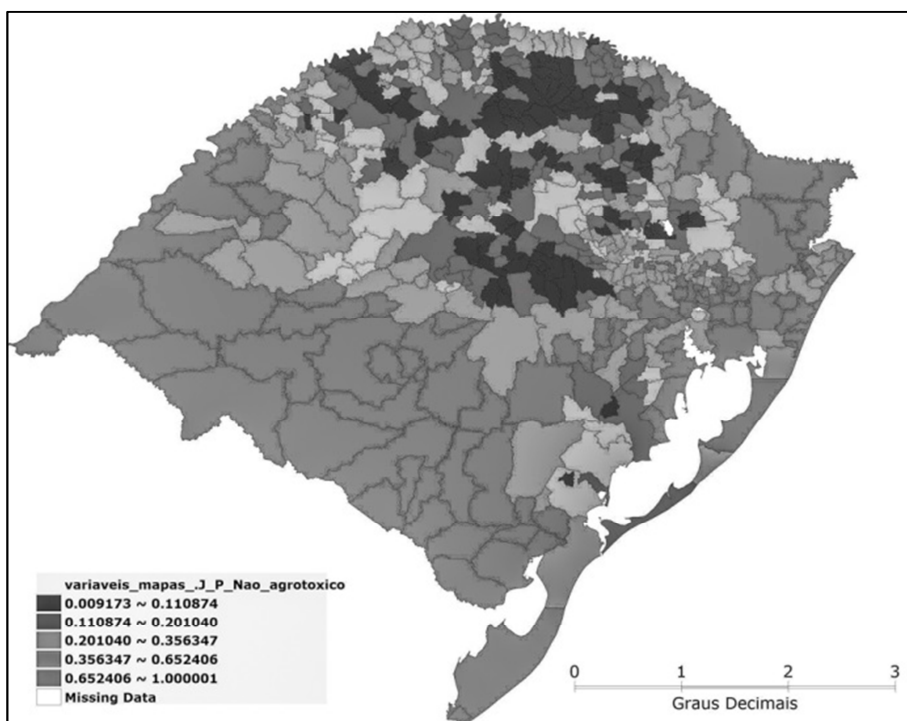 variaveis_mapas_.J_P_Nao_agrotoxico
0.009173 ~ 0.110874
0.110874 ~ 0.201040
0.201040 ~ 0.356347
0.356347 ~ 0.652406
0.652406 ~ 1.000001
Missing Data
0 1 2 3
Graus Decimais